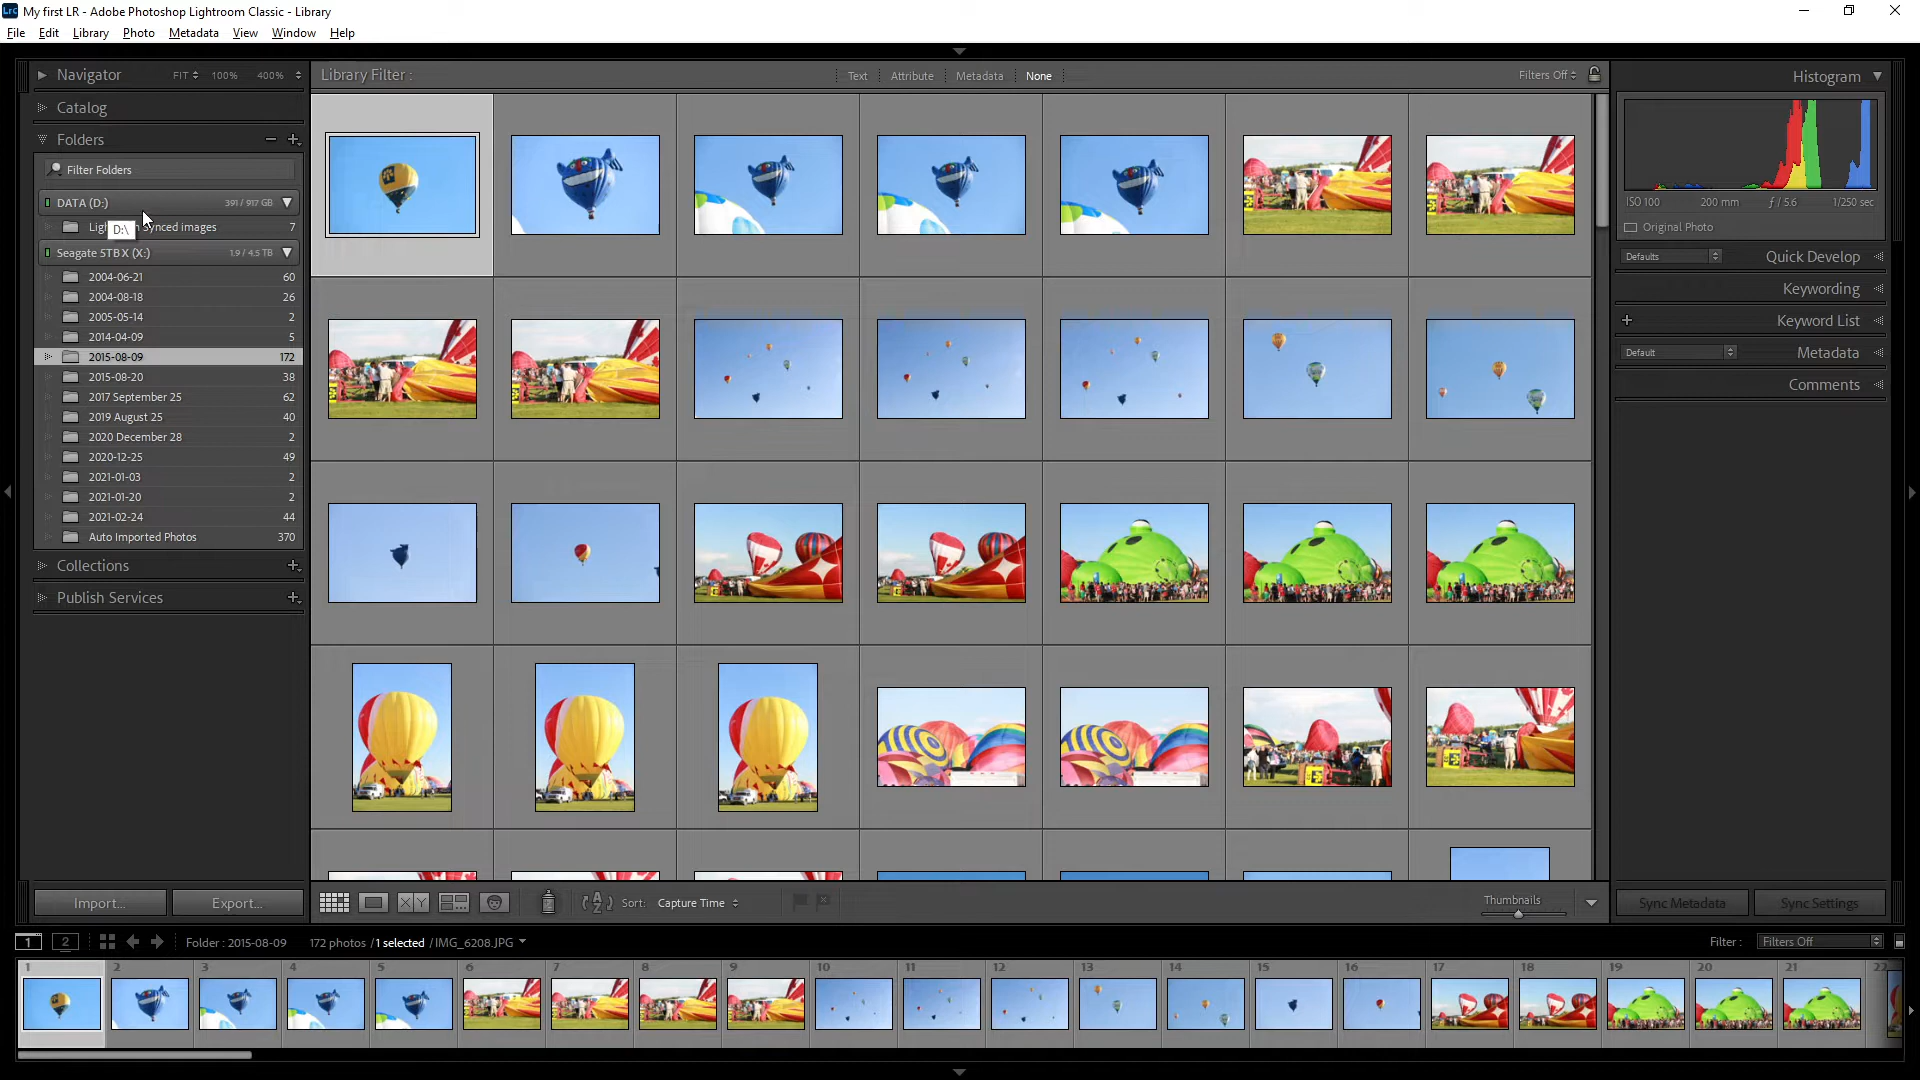 Lrc My first LR - Adobe Photoshop Lightroom Classic - Library
File Edit Library Photo Metadata View Window Help
Navigator FIT 100% 400%
Library Filter : Text Attribute Metadata None Filters Off
Histogram
Catalog
Folders
Filter Folders
DATA (D:) 391 / 917 GB
ynced images 7
D:\
Seagate 5TB X (X:) 1.9 / 4.5 TB
2004-06-21 60
2004-08-18 26
2005-05-14 2
2014-04-09 5
2015-08-09 172
2015-08-20 38
2017 September 25 62
2019 August 25 40
2020 December 28 2
2020-12-25 49
2021-01-03 2
2021-01-20 2
2021-02-24 44
Auto Imported Photos 370
Collections
Publish Services
ISO 100 200 mm ƒ / 5.6 1/250 sec
Original Photo
Defaults Quick Develop
Keywording
Keyword List
Default Metadata
Comments
Import... Export...
XY Sort: Capture Time
Thumbnails
Sync Metadata Sync Settings
1 2 Folder : 2015-08-09 172 photos / 1 selected / IMG_6208.JPG
Filter : Filters Off
1 2 3 4 5 6 7 8 9 10 11 12 13 14 15 16 17 18 19 20 21 22